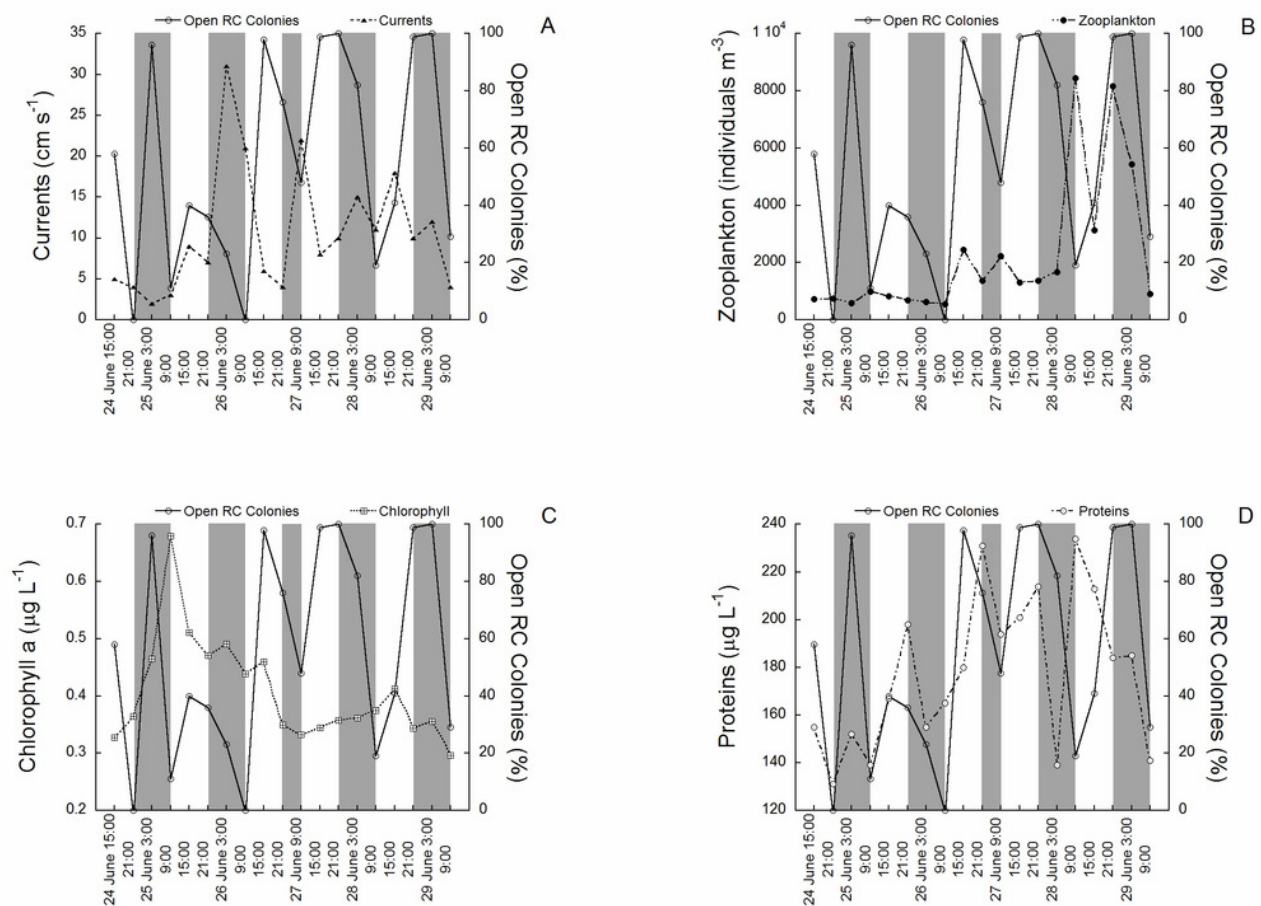 Open RC Colonies Currents A
Currents (cm s⁻¹)
35
30
25
20
15
10
5
0
100
80
60
40
20
0
Open RC Colonies (%)
24 June 15:00
21:00
25 June 3:00
9:00
15:00
21:00
26 June 3:00
9:00
15:00
21:00
27 June 9:00
15:00
21:00
28 June 3:00
9:00
15:00
21:00
29 June 3:00
9:00
Open RC Colonies Zooplankton B
Zooplankton (individuals m⁻³)
1 10⁴
8000
6000
4000
2000
0
100
80
60
40
20
0
Open RC Colonies (%)
24 June 15:00
21:00
25 June 3:00
9:00
15:00
21:00
26 June 3:00
9:00
15:00
21:00
27 June 9:00
15:00
21:00
28 June 3:00
9:00
15:00
21:00
29 June 3:00
9:00
Open RC Colonies Chlorophyll C
Chlorophyll a (µg L⁻¹)
0.7
0.6
0.5
0.4
0.3
0.2
100
80
60
40
20
0
Open RC Colonies (%)
24 June 15:00
21:00
25 June 3:00
9:00
15:00
21:00
26 June 3:00
9:00
15:00
21:00
27 June 9:00
15:00
21:00
28 June 3:00
9:00
15:00
21:00
29 June 3:00
9:00
Open RC Colonies Proteins D
Proteins (µg L⁻¹)
240
220
200
180
160
140
120
100
80
60
40
20
0
Open RC Colonies (%)
24 June 15:00
21:00
25 June 3:00
9:00
15:00
21:00
26 June 3:00
9:00
15:00
21:00
27 June 9:00
15:00
21:00
28 June 3:00
9:00
15:00
21:00
29 June 3:00
9:00